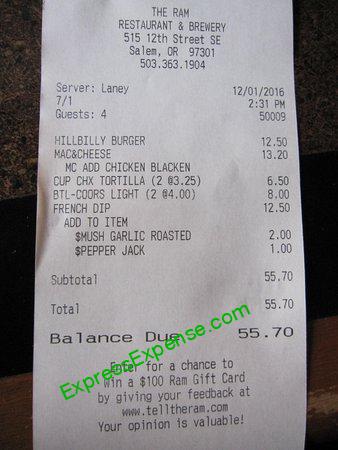 THE RAM
RESTAURANT & BREWERY
515 12th Street SE
Salem, OR 97301
503.363.1904
Server: Laney 12/01/2016
7/1 2:31 PM
Guests: 4 50009
HILLBILLY BURGER 12.50
MAC&CHEESE 13.20
MC ADD CHICKEN BLACKEN
CUP CHX TORTILLA (2 @3.25) 6.50
BTL-COORS LIGHT (2 @4.00) 8.00
FRENCH DIP 12.50
ADD TO ITEM
$MUSH GARLIC ROASTED 2.00
$PEPPER JACK 1.00
Subtotal 55.70
Total 55.70
Balance Due 55.70
ExpressExpense.com
Enter for a chance to
win a $100 Ram Gift Card
by giving your feedback at
www.telltheram.com
Your opinion is valuable!